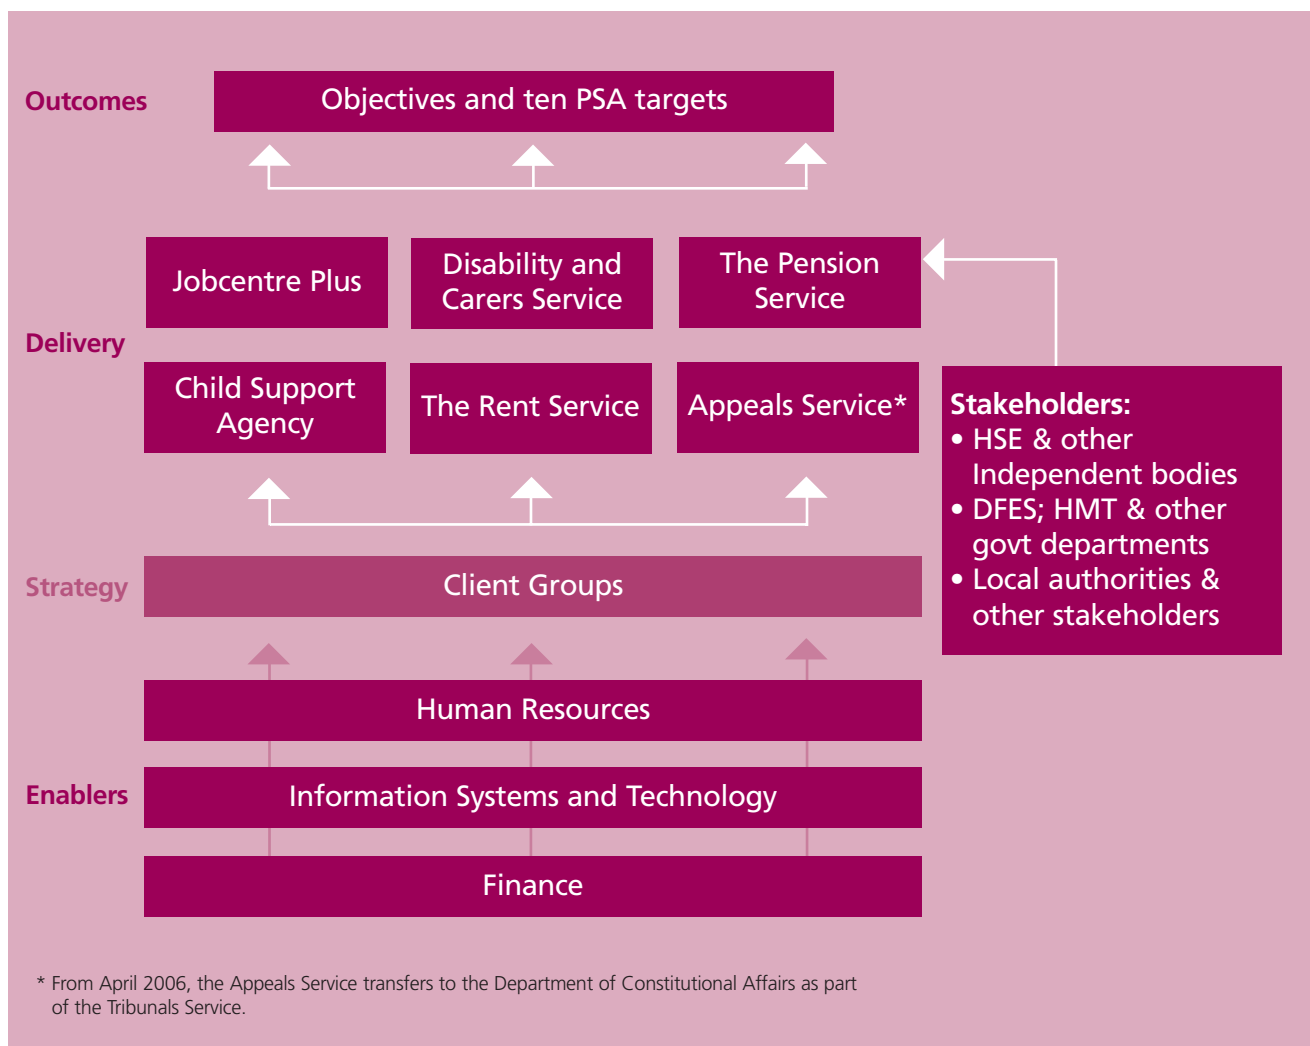 Outcomes
Objectives and ten PSA targets
Delivery
Jobcentre Plus
Disability and
Carers Service
The Pension
Service
Child Support
Agency
The Rent Service
Appeals Service*
Stakeholders:
• HSE & other
Independent bodies
• DFES; HMT & other
govt departments
• Local authorities &
other stakeholders
Strategy
Client Groups
Enablers
Human Resources
Information Systems and Technology
Finance
* From April 2006, the Appeals Service transfers to the Department of Constitutional Affairs as part
of the Tribunals Service.